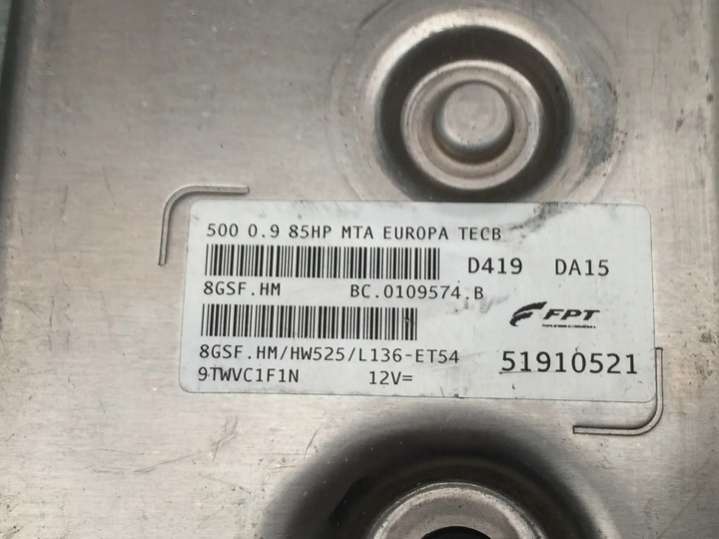 500 0.9 85HP MTA EUROPA TECB
D419 DA15
8GSF.HM BC.0109574.B
FPT
8GSF.HM/HW525/L136-ET54
51910521
9TWVC1F1N 12V=